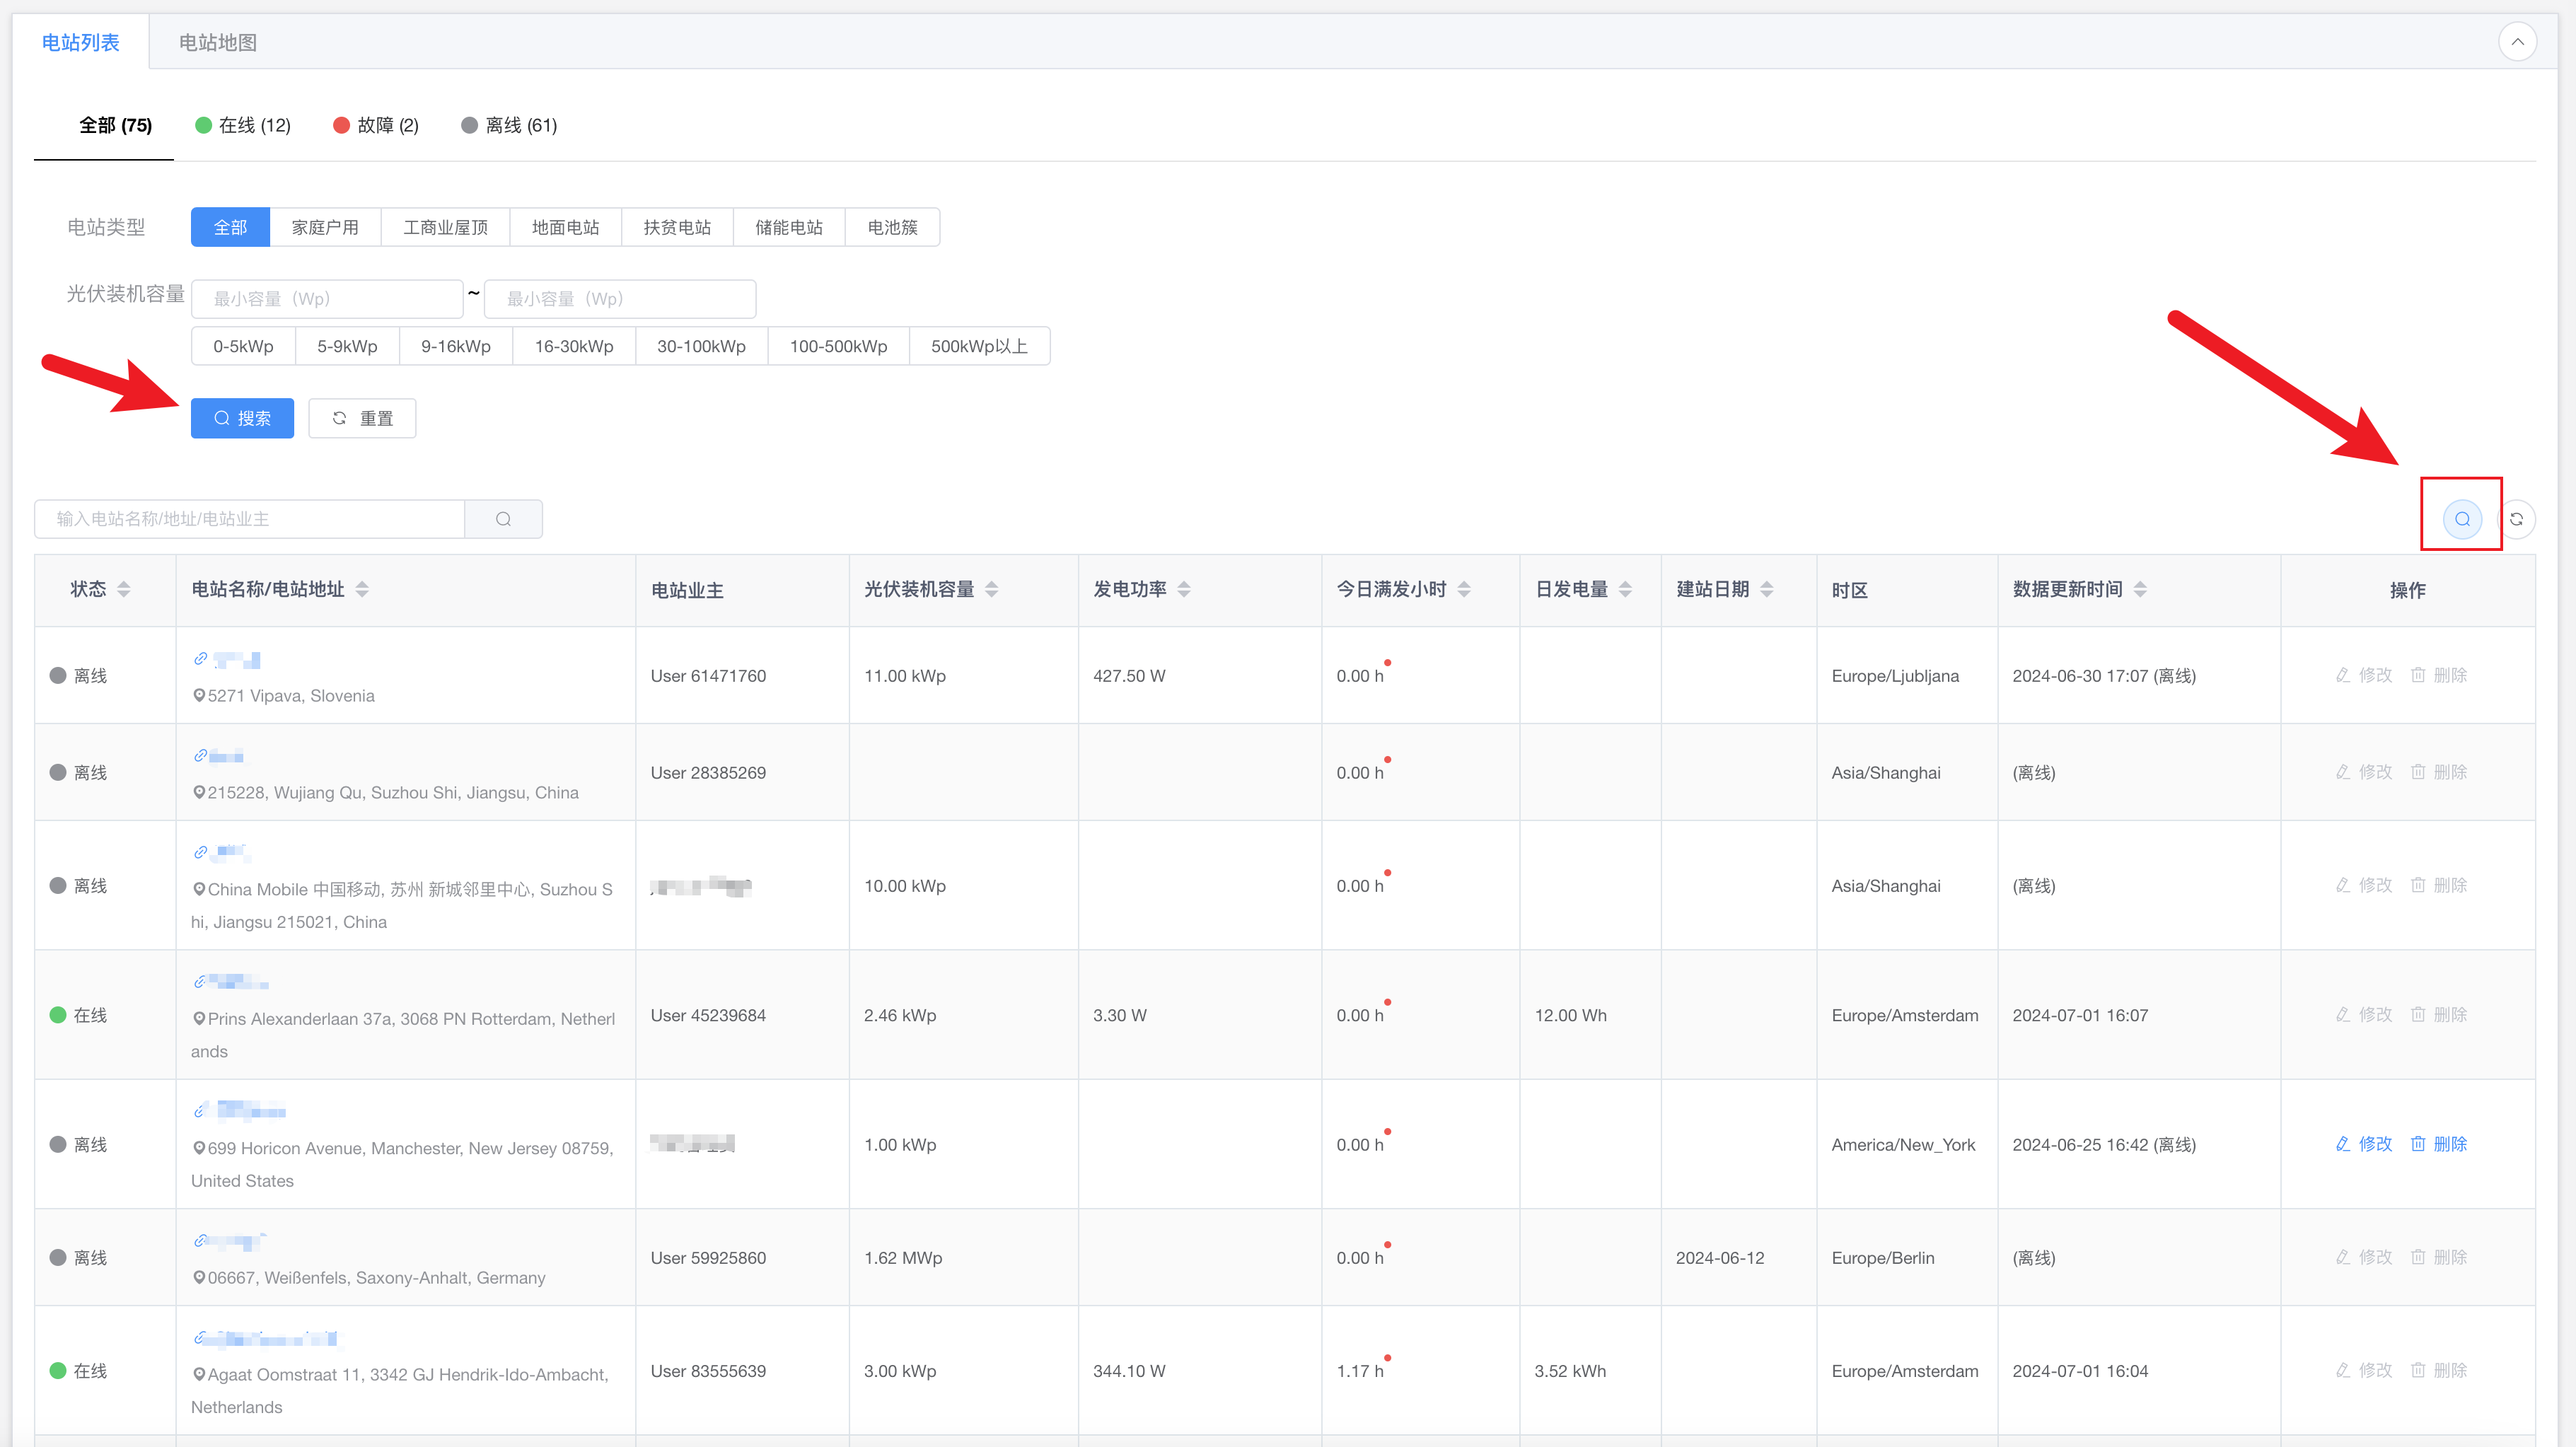 电站列表 电站地图
全部 (75) 在线 (12) 故障 (2) 离线 (61)
电站类型 全部 家庭户用 工商业屋顶 地面电站 扶贫电站 储能电站 电池簇
光伏装机容量 最小容量（Wp） ~ 最小容量（Wp）
0-5kWp 5-9kWp 9-16kWp 16-30kWp 30-100kWp 100-500kWp 500kWp以上
搜索 重置
输入电站名称/地址/电站业主
状态 电站名称/电站地址 电站业主 光伏装机容量 发电功率 今日满发小时 日发电量 建站日期 时区 数据更新时间 操作
离线 User 61471760 11.00 kWp 427.50 W 0.00 h Europe/Ljubljana 2024-06-30 17:07 (离线) 修改 删除
5271 Vipava, Slovenia
离线 User 28385269 0.00 h Asia/Shanghai (离线) 修改 删除
215228, Wujiang Qu, Suzhou Shi, Jiangsu, China
离线 10.00 kWp 0.00 h Asia/Shanghai (离线) 修改 删除
China Mobile 中国移动, 苏州 新城邻里中心, Suzhou S
hi, Jiangsu 215021, China
在线 User 45239684 2.46 kWp 3.30 W 0.00 h 12.00 Wh Europe/Amsterdam 2024-07-01 16:07 修改 删除
Prins Alexanderlaan 37a, 3068 PN Rotterdam, Netherl
ands
离线 1.00 kWp 0.00 h America/New_York 2024-06-25 16:42 (离线) 修改 删除
699 Horicon Avenue, Manchester, New Jersey 08759,
United States
离线 User 59925860 1.62 MWp 0.00 h 2024-06-12 Europe/Berlin (离线) 修改 删除
06667, Weißenfels, Saxony-Anhalt, Germany
在线 User 83555639 3.00 kWp 344.10 W 1.17 h 3.52 kWh Europe/Amsterdam 2024-07-01 16:04 修改 删除
Agaat Oomstraat 11, 3342 GJ Hendrik-Ido-Ambacht,
Netherlands